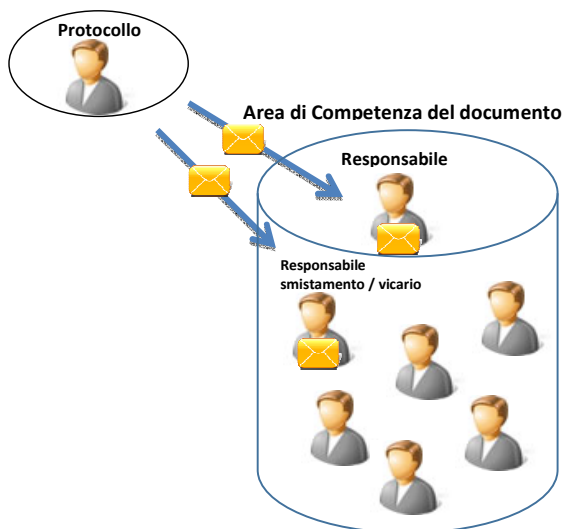 Protocollo
Area di Competenza del documento
Responsabile
Responsabile
smistamento / vicario